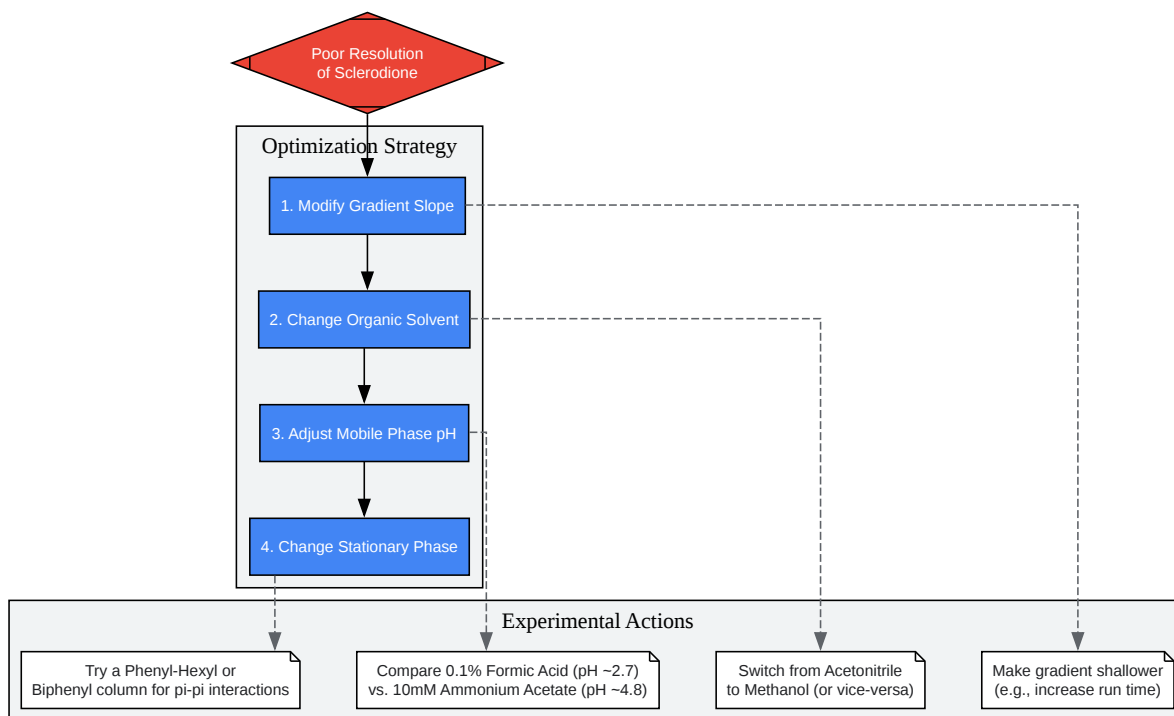 Poor Resolution
of Sclerodione
Optimization Strategy
1. Modify Gradient Slope
2. Change Organic Solvent
3. Adjust Mobile Phase pH
4. Change Stationary Phase
Experimental Actions
Try a Phenyl-Hexyl or
Biphenyl column for pi-pi interactions
Compare 0.1% Formic Acid (pH ~2.7)
vs. 10mM Ammonium Acetate (pH ~4.8)
Switch from Acetonitrile
to Methanol (or vice-versa)
Make gradient shallower
(e.g., increase run time)